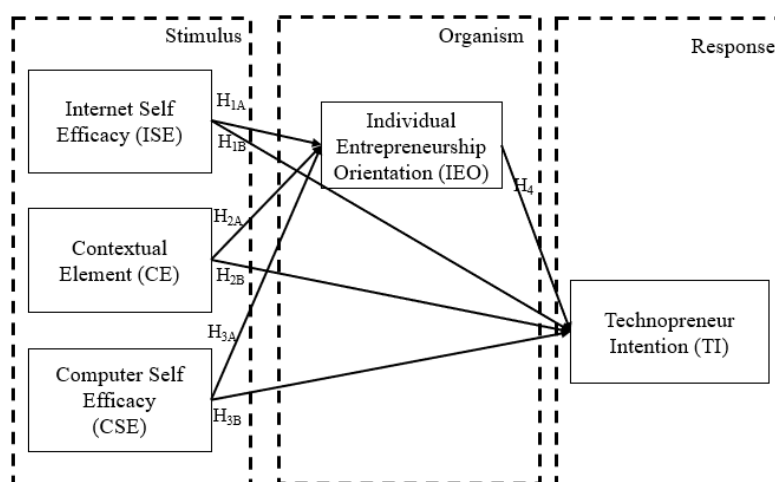 Stimulus
Organism
Response
Internet Self
Efficacy (ISE)
H1A
H1B
Individual
Entrepreneurship
Orientation (IEO)
H4
Contextual
Element (CE)
H2A
H2B
Technopreneur
Intention (TI)
H3A
Computer Self
Efficacy
(CSE)
H3B